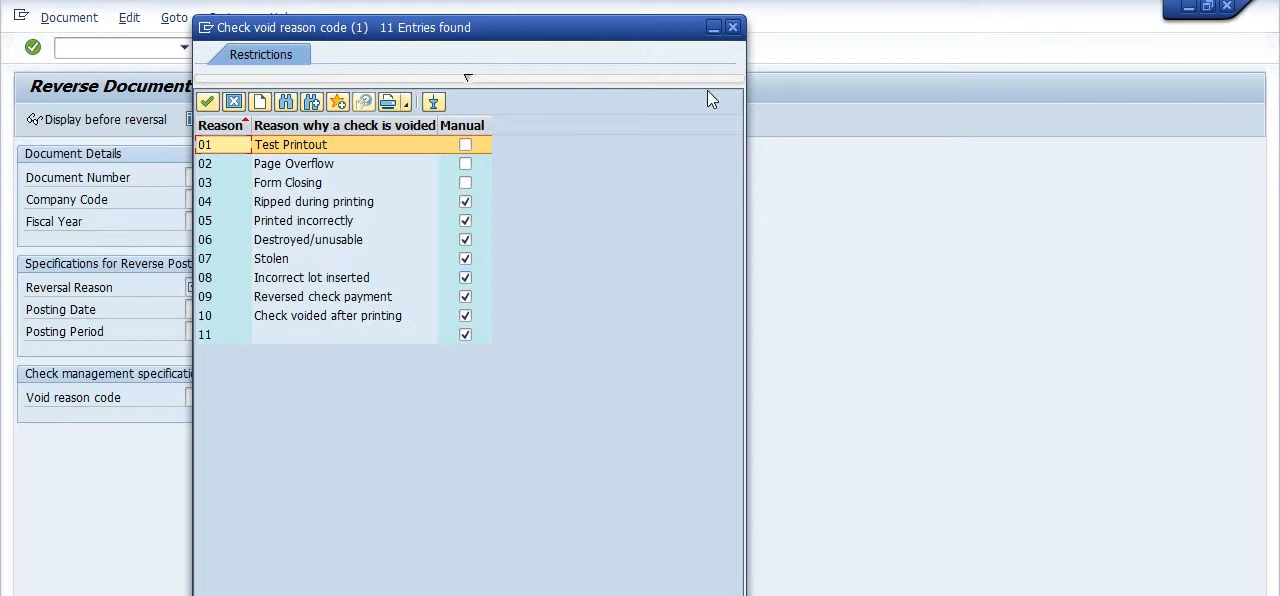 Document Edit Goto
Check void reason code (1) 11 Entries found
Restrictions
Reverse Document
Display before reversal
Document Details
Document Number
Company Code
Fiscal Year
Specifications for Reverse Post
Reversal Reason
Posting Date
Posting Period
Check management specificati
Void reason code
Reason Reason why a check is voided Manual
01 Test Printout
02 Page Overflow
03 Form Closing
04 Ripped during printing
05 Printed incorrectly
06 Destroyed/unusable
07 Stolen
08 Incorrect lot inserted
09 Reversed check payment
10 Check voided after printing
11